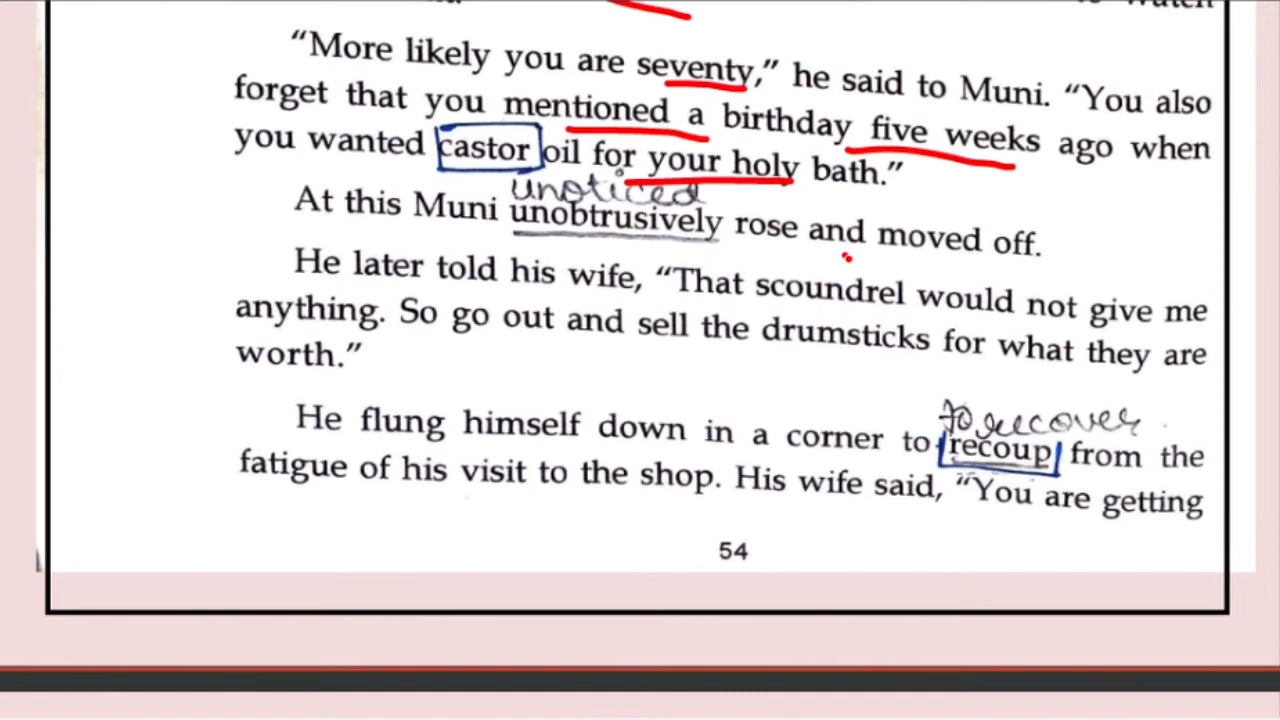 "More likely you are seventy," he said to Muni. "You also
forget that you mentioned a birthday five weeks ago when
you wanted castor oil for your holy bath."
unoticed
At this Muni unobtrusively rose and moved off.
He later told his wife, "That scoundrel would not give me
anything. So go out and sell the drumsticks for what they are
worth."
to recover
He flung himself down in a corner to recoup from the
fatigue of his visit to the shop. His wife said, "You are getting
54